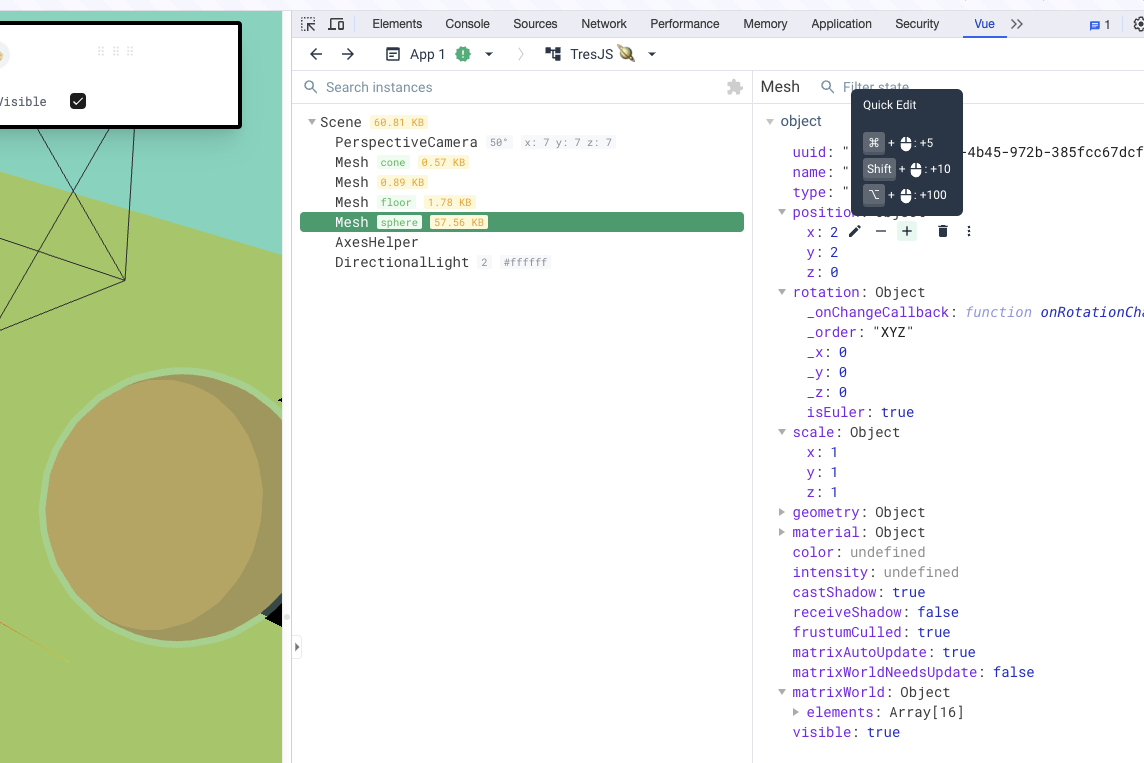 Elements Console Sources Network Performance Memory Application Security Vue 1
App 1 TresJS
Search instances
Mesh Filter state
Visible
Scene 60.81 KB
PerspectiveCamera 50° x: 7 y: 7 z: 7
Mesh cone 0.57 KB
Mesh 0.89 KB
Mesh floor 1.78 KB
Mesh sphere 57.56 KB
AxesHelper
DirectionalLight 2 #ffffff
Quick Edit
⌘ + : +5
Shift + : +10
⌥ + : +100
object
uuid: " -4b45-972b-385fcc67dcf
name: "
type: "
position: Object
x: 2
y: 2
z: 0
rotation: Object
_onChangeCallback: function onRotationCha
_order: "XYZ"
_x: 0
_y: 0
_z: 0
isEuler: true
scale: Object
x: 1
y: 1
z: 1
geometry: Object
material: Object
color: undefined
intensity: undefined
castShadow: true
receiveShadow: false
frustumCulled: true
matrixAutoUpdate: true
matrixWorldNeedsUpdate: false
matrixWorld: Object
elements: Array[16]
visible: true